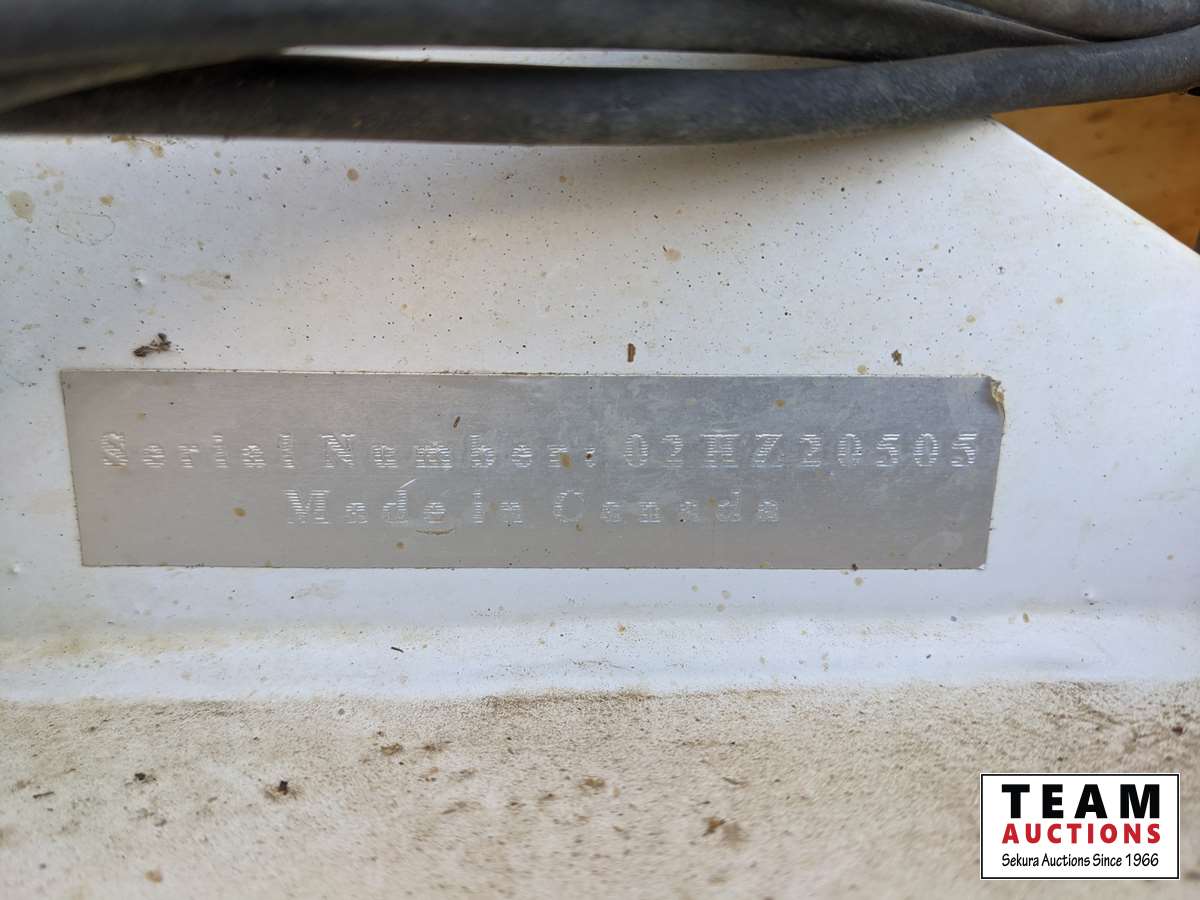 Serial Number: 02HZ20505
Made in Canada
TEAM
AUCTIONS
Sekura Auctions Since 1966